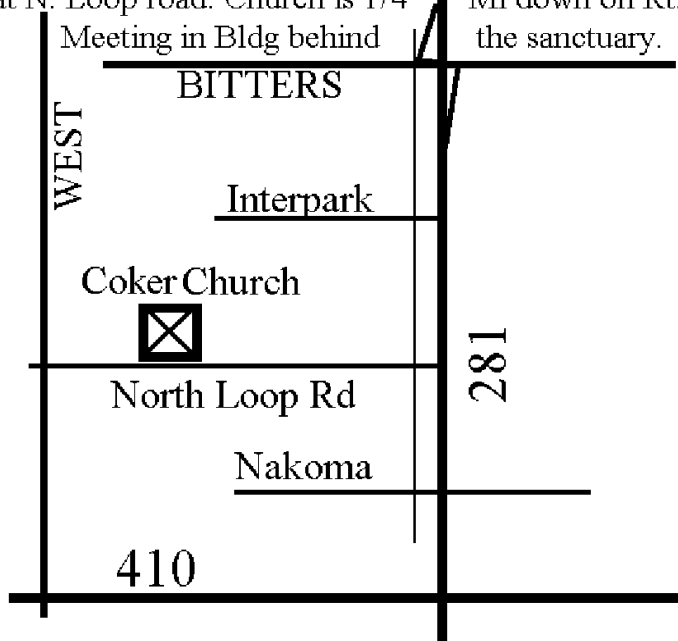 at N. Loop road. Church is 1/4 Mi down on Rt.
Meeting in Bldg behind the sanctuary.
BITTERS
WEST
Interpark
Coker Church
281
North Loop Rd
Nakoma
410